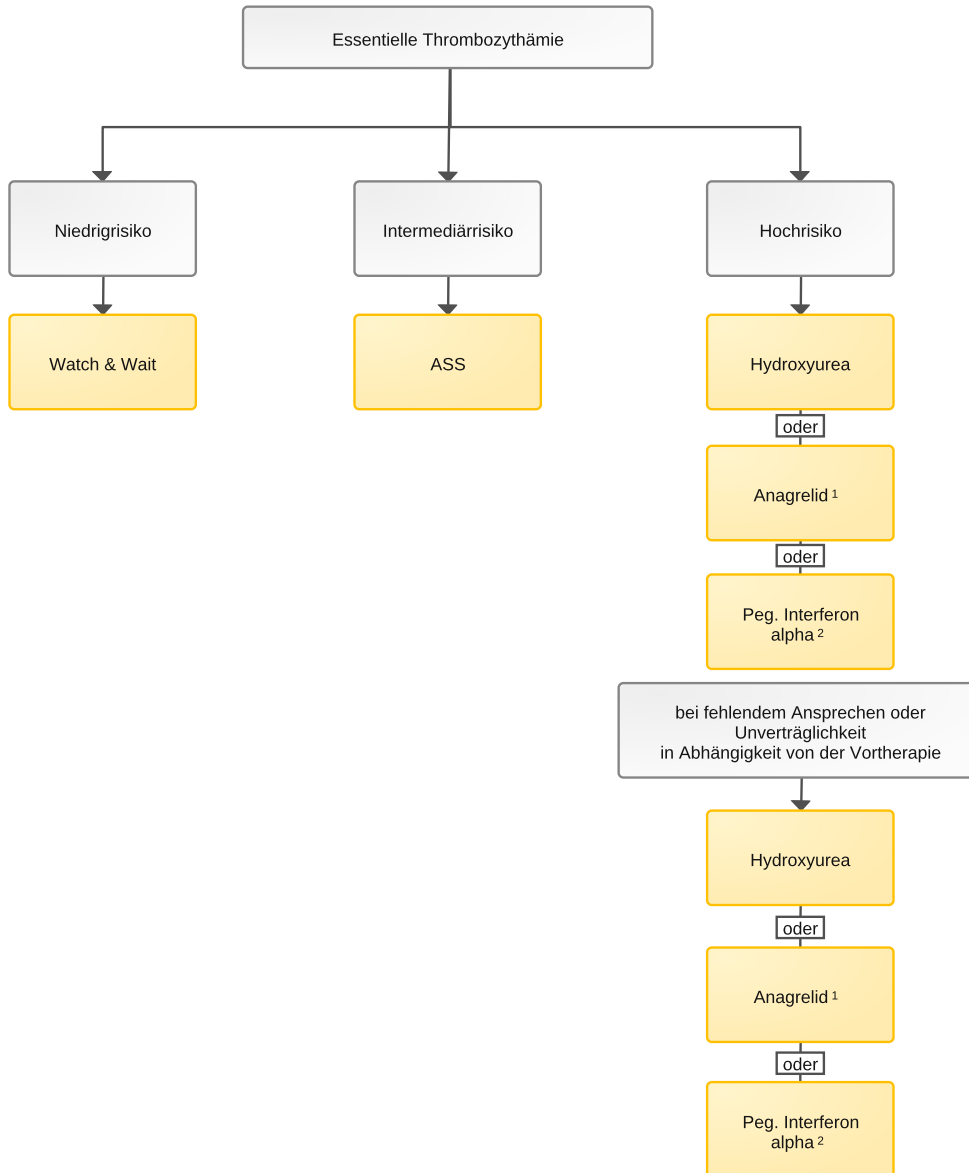 Essentielle Thrombozythämie
Niedrigrisiko
Intermediärrisiko
Hochrisiko
Watch & Wait
ASS
Hydroxyurea
oder
Anagrelid 1
oder
Peg. Interferon
alpha 2
bei fehlendem Ansprechen oder
Unverträglichkeit
in Abhängigkeit von der Vortherapie
Hydroxyurea
oder
Anagrelid 1
oder
Peg. Interferon
alpha 2